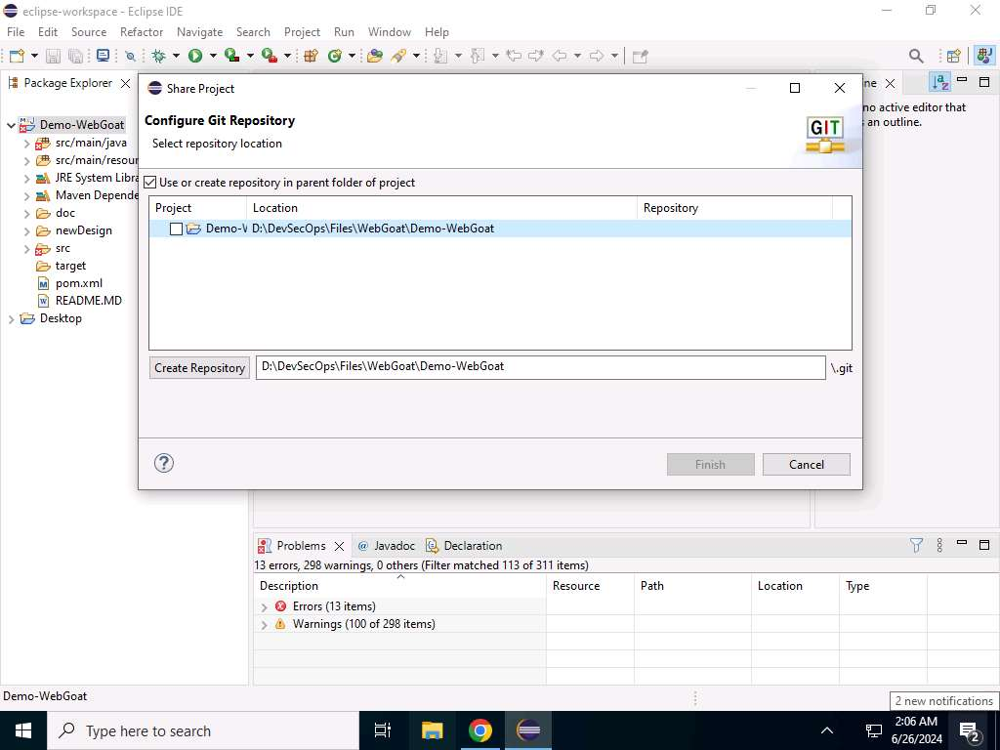 eclipse-workspace - Eclipse IDE
File Edit Source Refactor Navigate Search Project Run Window Help
Package Explorer
Demo-WebGoat
src/main/java
src/main/resour
JRE System Libra
Maven Depende
doc
newDesign
src
target
pom.xml
README.MD
Desktop
Share Project
Configure Git Repository
Select repository location
GIT
Use or create repository in parent folder of project
Project Location Repository
Demo-W D:\DevSecOps\Files\WebGoat\Demo-WebGoat
Create Repository D:\DevSecOps\Files\WebGoat\Demo-WebGoat \.git
Finish Cancel
ne
no active editor that
an outline.
Problems Javadoc Declaration
13 errors, 298 warnings, 0 others (Filter matched 113 of 311 items)
Description Resource Path Location Type
Errors (13 items)
Warnings (100 of 298 items)
Demo-WebGoat
2 new notifications
Type here to search
2:06 AM
6/26/2024
2